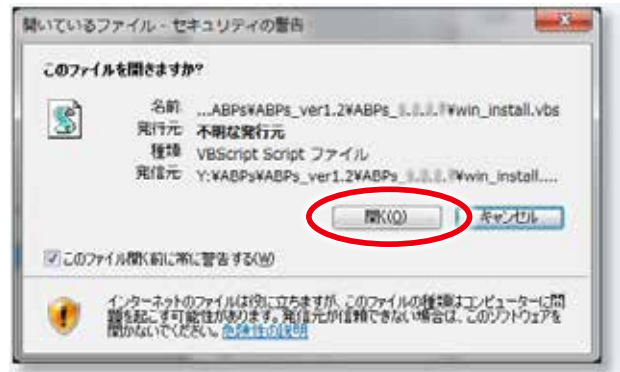 開いているファイル - セキュリティの警告
このファイルを開きますか?
名前 ...ABPs¥ABPs_ver1.2¥ABPs_ ¥win_install.vbs
発行元 不明な発行元
種類 VBScript Script ファイル
発信元 Y:¥ABPs¥ABPs_ver1.2¥ABPs_ ¥win_install....
開く(O) キャンセル
このファイル開く前に常に警告する(W)
インターネットのファイルは役に立ちますが、このファイルの種類はコンピューターに問
題を起こす可能性があります。発信元が信頼できない場合は、このソフトウェアを
開かないでください。危険性の説明